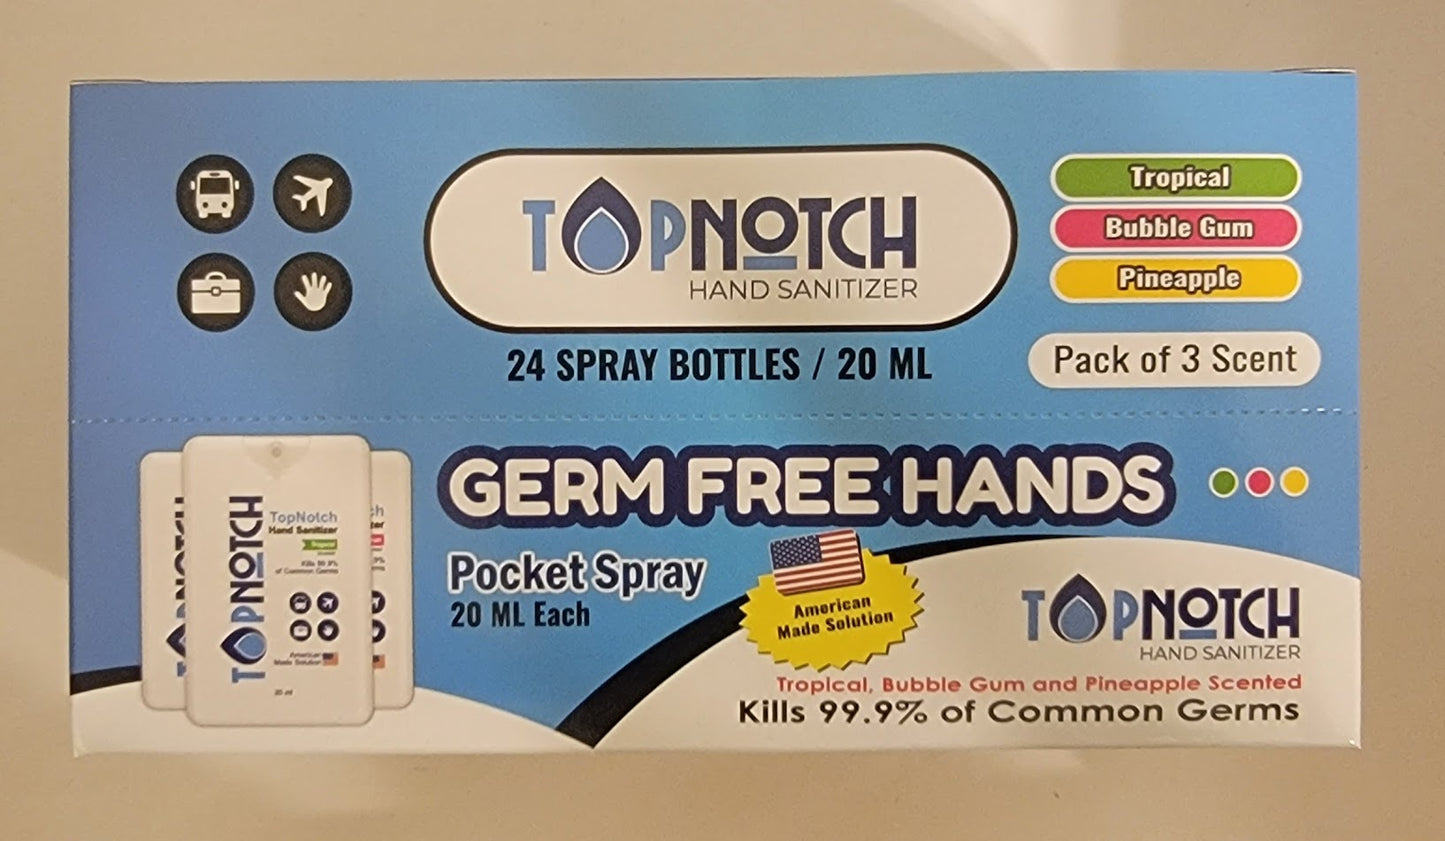 TOPNOTCH
HAND SANITIZER
24 SPRAY BOTTLES / 20 ML
Tropical
Bubble Gum
Pineapple
Pack of 3 Scent
GERM FREE HANDS
Pocket Spray
20 ML Each
American
Made Solution
TOPNOTCH
HAND SANITIZER
Tropical, Bubble Gum and Pineapple Scented
Kills 99.9% of Common Germs
TOPNOTCH
TopNotch
Hand Sanitizer
Tropical
Kills 99.9%
of Common Germs
American
Made Solution
20 ml